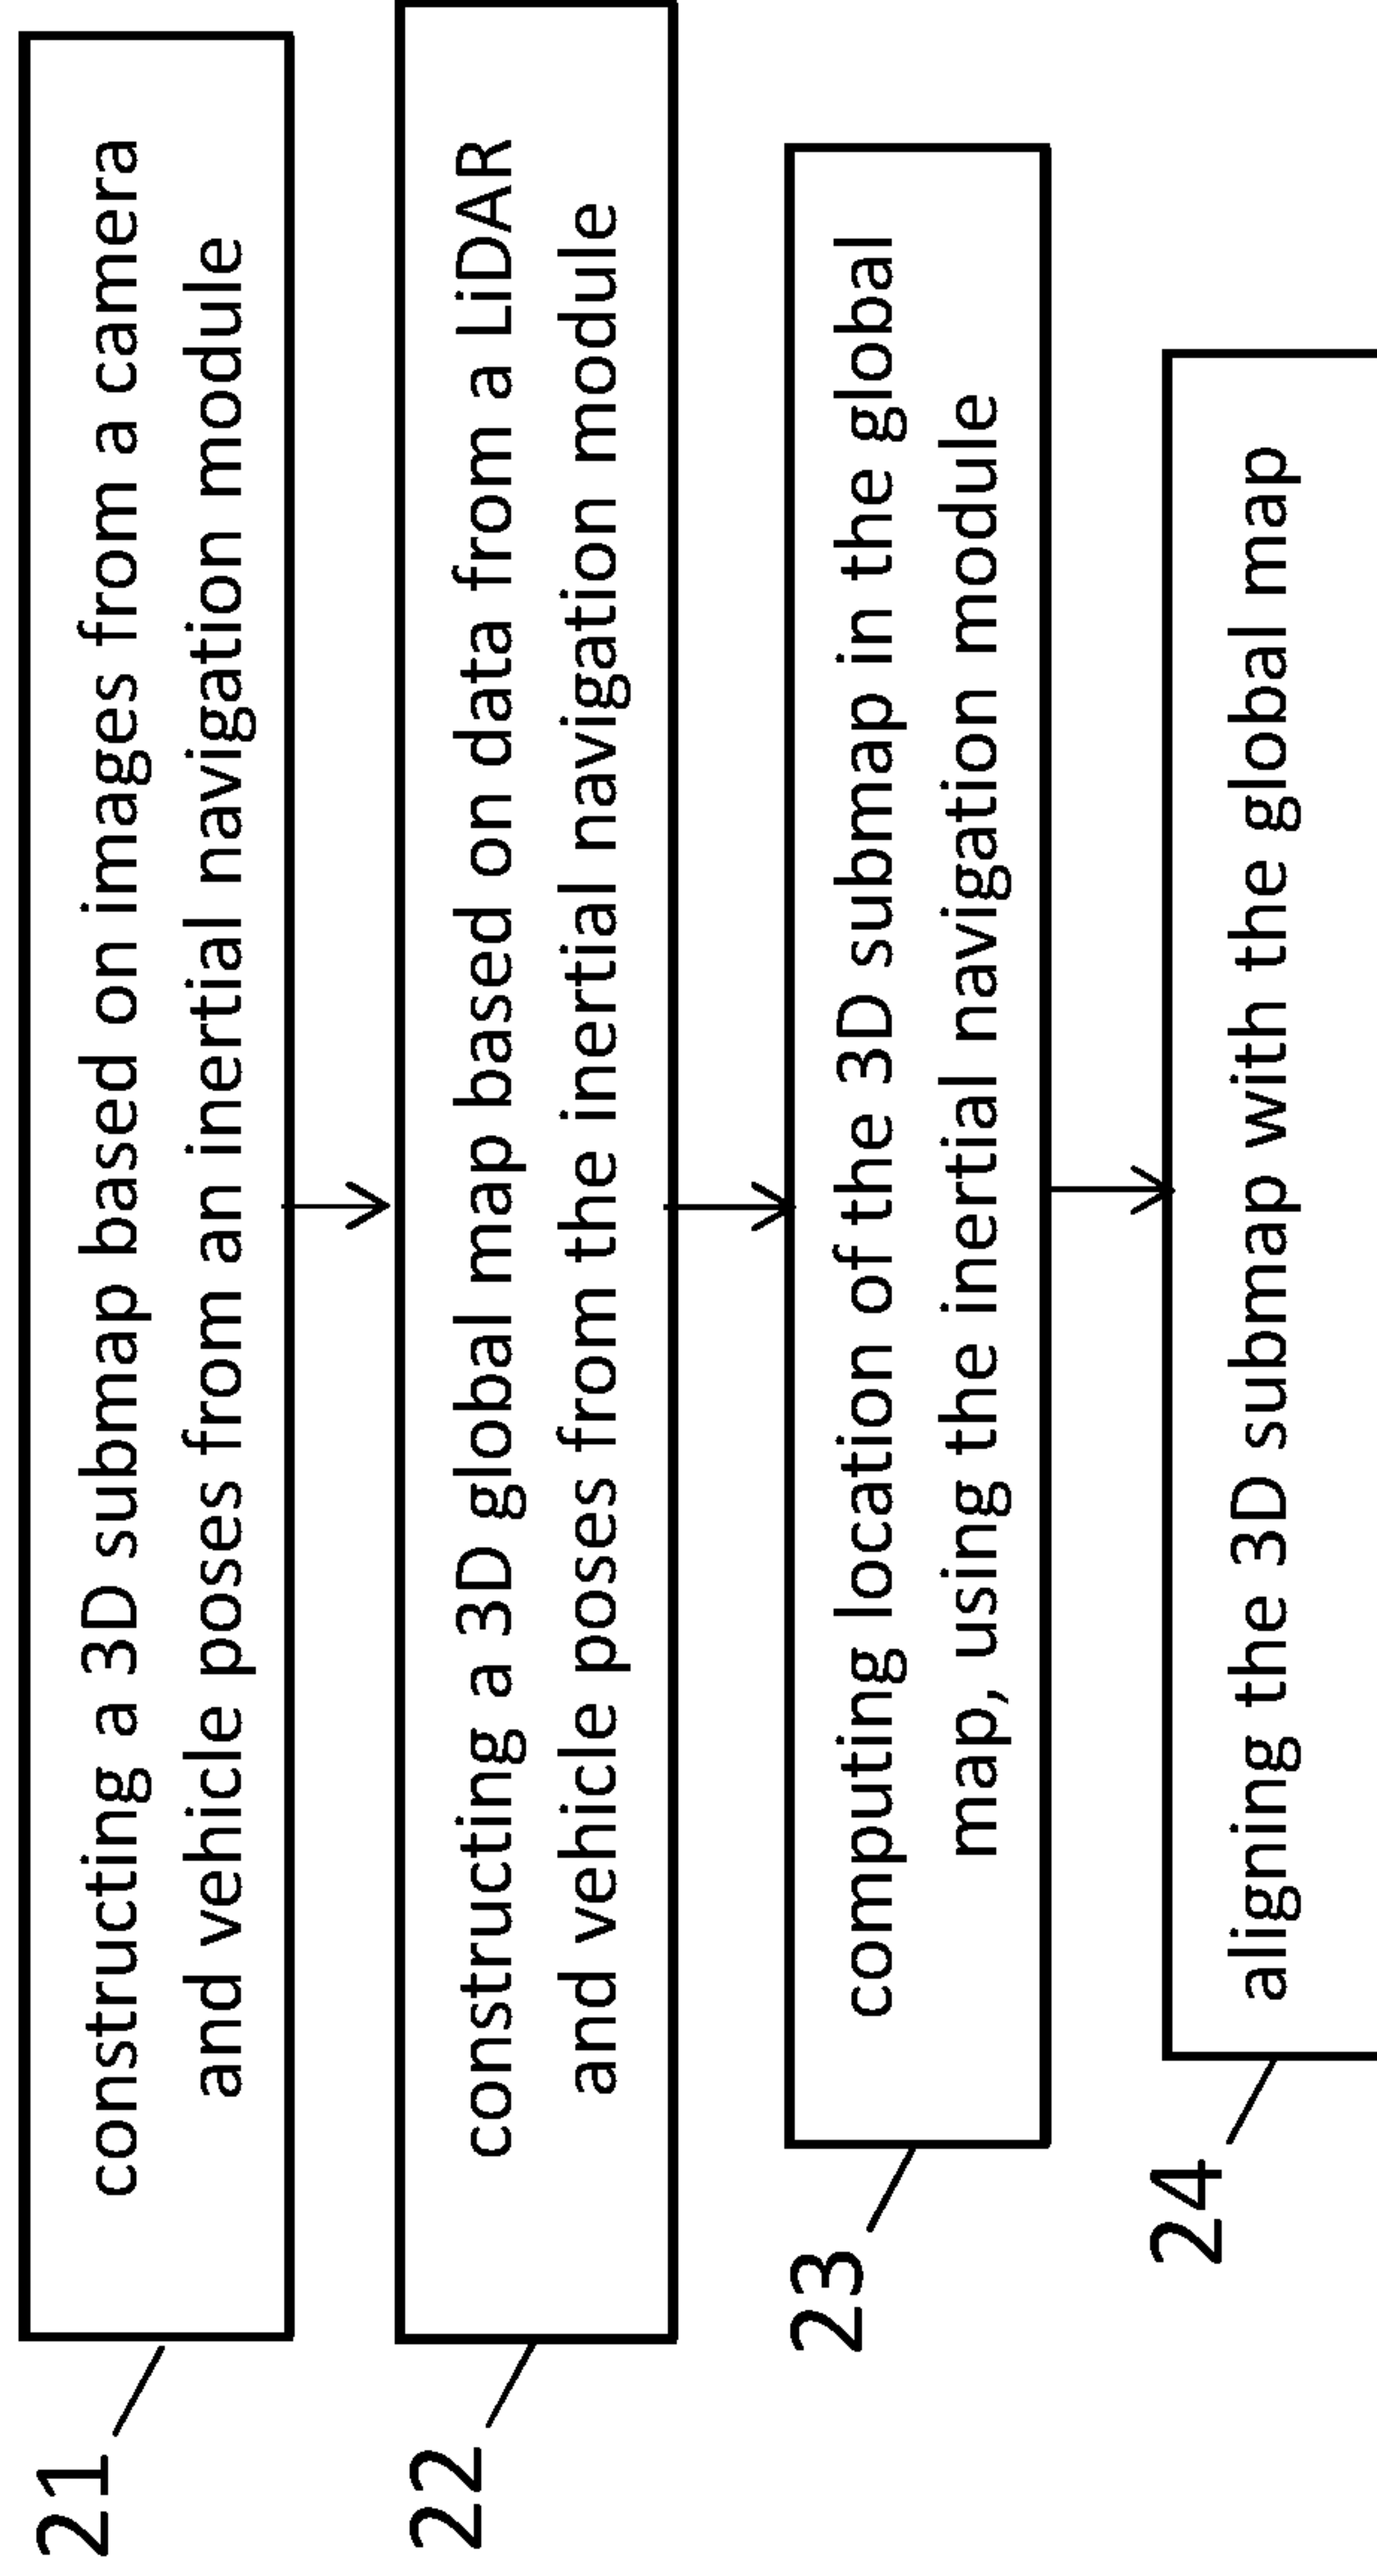 21
constructing a 3D submap based on images from a camera
and vehicle poses from an inertial navigation module
22
constructing a 3D global map based on data from a LiDAR
and vehicle poses from the inertial navigation module
23
computing location of the 3D submap in the global
map, using the inertial navigation module
24
aligning the 3D submap with the global map